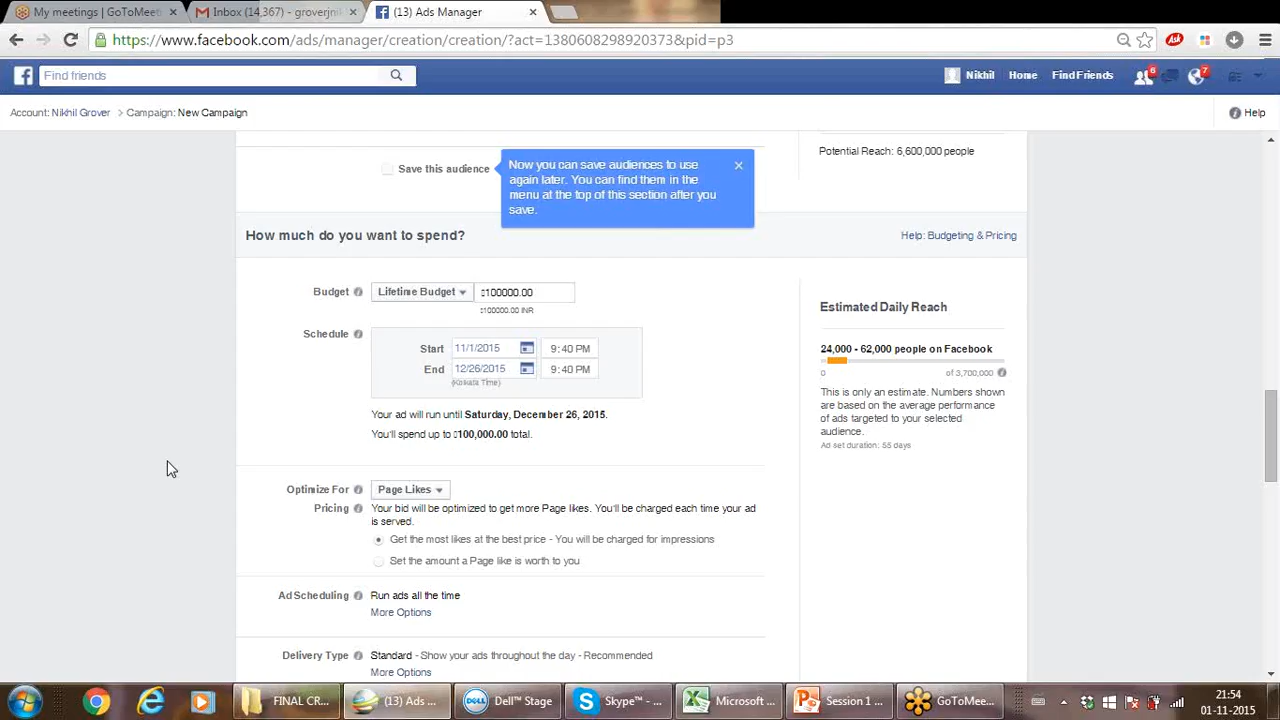 My meetings | GoToMeeti
Inbox (14,367) - groverjnik
(13) Ads Manager
https://www.facebook.com/ads/manager/creation/creation/?act=1380608298920373&pid=p3
Ask
Find friends
Nikhil
Home
Find Friends
6
7
Account: Nikhil Grover > Campaign: New Campaign
Help
Potential Reach: 6,600,000 people
Save this audience
Now you can save audiences to use
again later. You can find them in the
menu at the top of this section after you
save.
How much do you want to spend?
Help: Budgeting & Pricing
Budget
Lifetime Budget
100000.00
100000.00 INR
Schedule
Start 11/1/2015 9:40 PM
End 12/26/2015 9:40 PM
(Kolkata Time)
Your ad will run until Saturday, December 26, 2015.
You'll spend up to 100,000.00 total.
Estimated Daily Reach
24,000 - 62,000 people on Facebook
0 of 3,700,000
This is only an estimate. Numbers shown
are based on the average performance
of ads targeted to your selected
audience.
Ad set duration: 55 days
Optimize For
Page Likes
Pricing
Your bid will be optimized to get more Page likes. You'll be charged each time your ad
is served.
Get the most likes at the best price - You will be charged for impressions
Set the amount a Page like is worth to you
Ad Scheduling
Run ads all the time
More Options
Delivery Type
Standard - Show your ads throughout the day - Recommended
More Options
FINAL CR...
(13) Ads ...
Dell™ Stage
Skype™ - ...
Microsoft ...
Session 1 ...
GoToMee...
21:54
01-11-2015